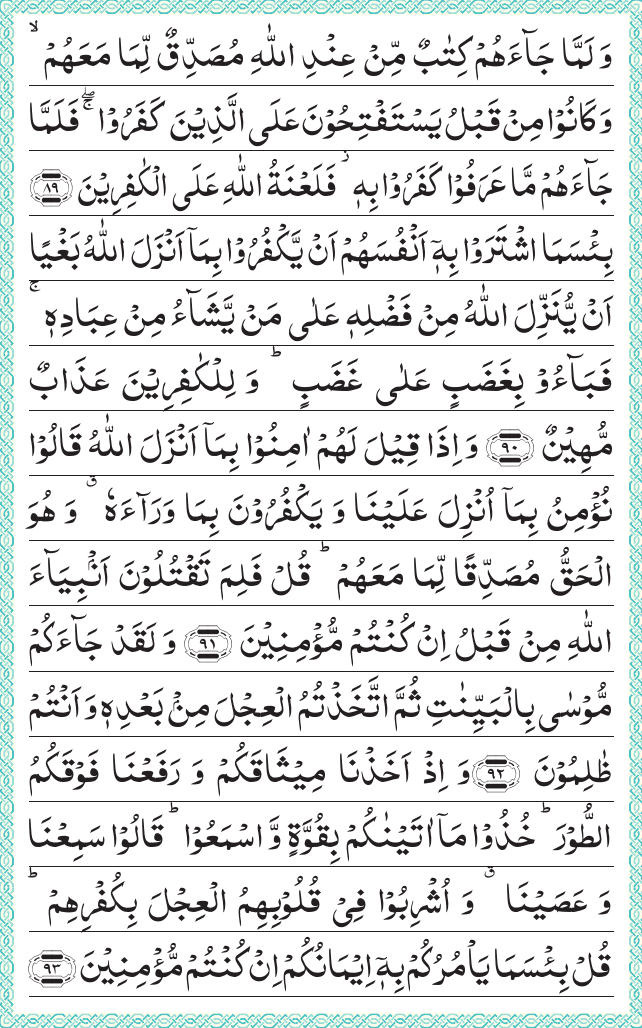 وَلَمَّا جَآءَهُمۡ كِتٰبٌ مِّنۡ عِنۡدِ اللّٰهِ مُصَدِّقٌ لِّمَا مَعَهُمۡ ۙ
وَكَانُوۡا مِنۡ قَبۡلُ يَسۡتَفۡتِحُوۡنَ عَلَى الَّذِيۡنَ كَفَرُوۡا ۖۚ فَلَمَّا
جَآءَهُمۡ مَّا عَرَفُوۡا كَفَرُوۡا بِهٖ‌ ۫ فَلَعۡنَةُ اللّٰهِ عَلَى الۡكٰفِرِيۡنَ ﴿۸۹﴾
بِئۡسَمَا اشۡتَرَوۡا بِهٖۤ اَنۡفُسَهُمۡ اَنۡ يَّکۡفُرُوۡا بِمَآ اَنۡزَلَ اللّٰهُ بَغۡيًا
اَنۡ يُّنَزِّلَ اللّٰهُ مِنۡ فَضۡلِهٖ عَلٰى مَنۡ يَّشَآءُ مِنۡ عِبَادِهٖ‌ ۚ
فَبَآءُوۡ بِغَضَبٍ عَلٰى غَضَبٍ‌ؕ وَلِلۡكٰفِرِيۡنَ عَذَابٌ
مُّهِيۡنٌ ﴿۹۰﴾ وَاِذَا قِيۡلَ لَهُمۡ اٰمِنُوۡا بِمَآ اَنۡزَلَ اللّٰهُ قَالُوۡا
نُؤۡمِنُ بِمَآ اُنۡزِلَ عَلَيۡنَا وَيَكۡفُرُوۡنَ بِمَا وَرَآءَهٗ ۗ وَهُوَ
الۡحَقُّ مُصَدِّقًا لِّمَا مَعَهُمۡ‌ؕ قُلۡ فَلِمَ تَقۡتُلُوۡنَ اَنۡۢبِيَآءَ
اللّٰهِ مِنۡ قَبۡلُ اِنۡ كُنۡتُمۡ مُّؤۡمِنِيۡنَ ﴿۹۱﴾ وَلَقَدۡ جَآءَکُمۡ
مُّوۡسٰى بِالۡبَيِّنٰتِ ثُمَّ اتَّخَذۡتُمُ الۡعِجۡلَ مِنۡۢ بَعۡدِهٖ وَاَنۡتُمۡ
ظٰلِمُوۡنَ ﴿۹۲﴾ وَاِذۡ اَخَذۡنَا مِيۡثَاقَكُمۡ وَرَفَعۡنَا فَوۡقَکُمُ
الطُّوۡرَ ؕ خُذُوۡا مَآ اٰتَيۡنٰکُمۡ بِقُوَّةٍ وَّاسۡمَعُوۡا ‌ؕ قَالُوۡا سَمِعۡنَا
وَعَصَيۡنَا ۗ وَاُشۡرِبُوۡا فِىۡ قُلُوۡبِهِمُ الۡعِجۡلَ بِکُفۡرِهِمۡ ‌ؕ
قُلۡ بِئۡسَمَا يَاۡمُرُکُمۡ بِهٖۤ اِيۡمَانُكُمۡ اِنۡ كُنۡتُمۡ مُّؤۡمِنِيۡنَ ﴿۹۳﴾